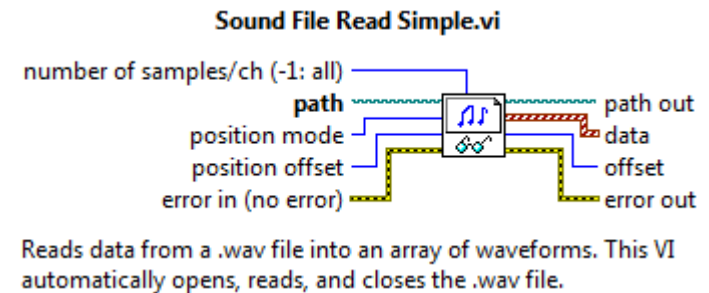 Sound File Read Simple.vi
number of samples/ch (-1: all)
path
position mode
position offset
error in (no error)
path out
data
offset
error out
Reads data from a .wav file into an array of waveforms. This VI
automatically opens, reads, and closes the .wav file.